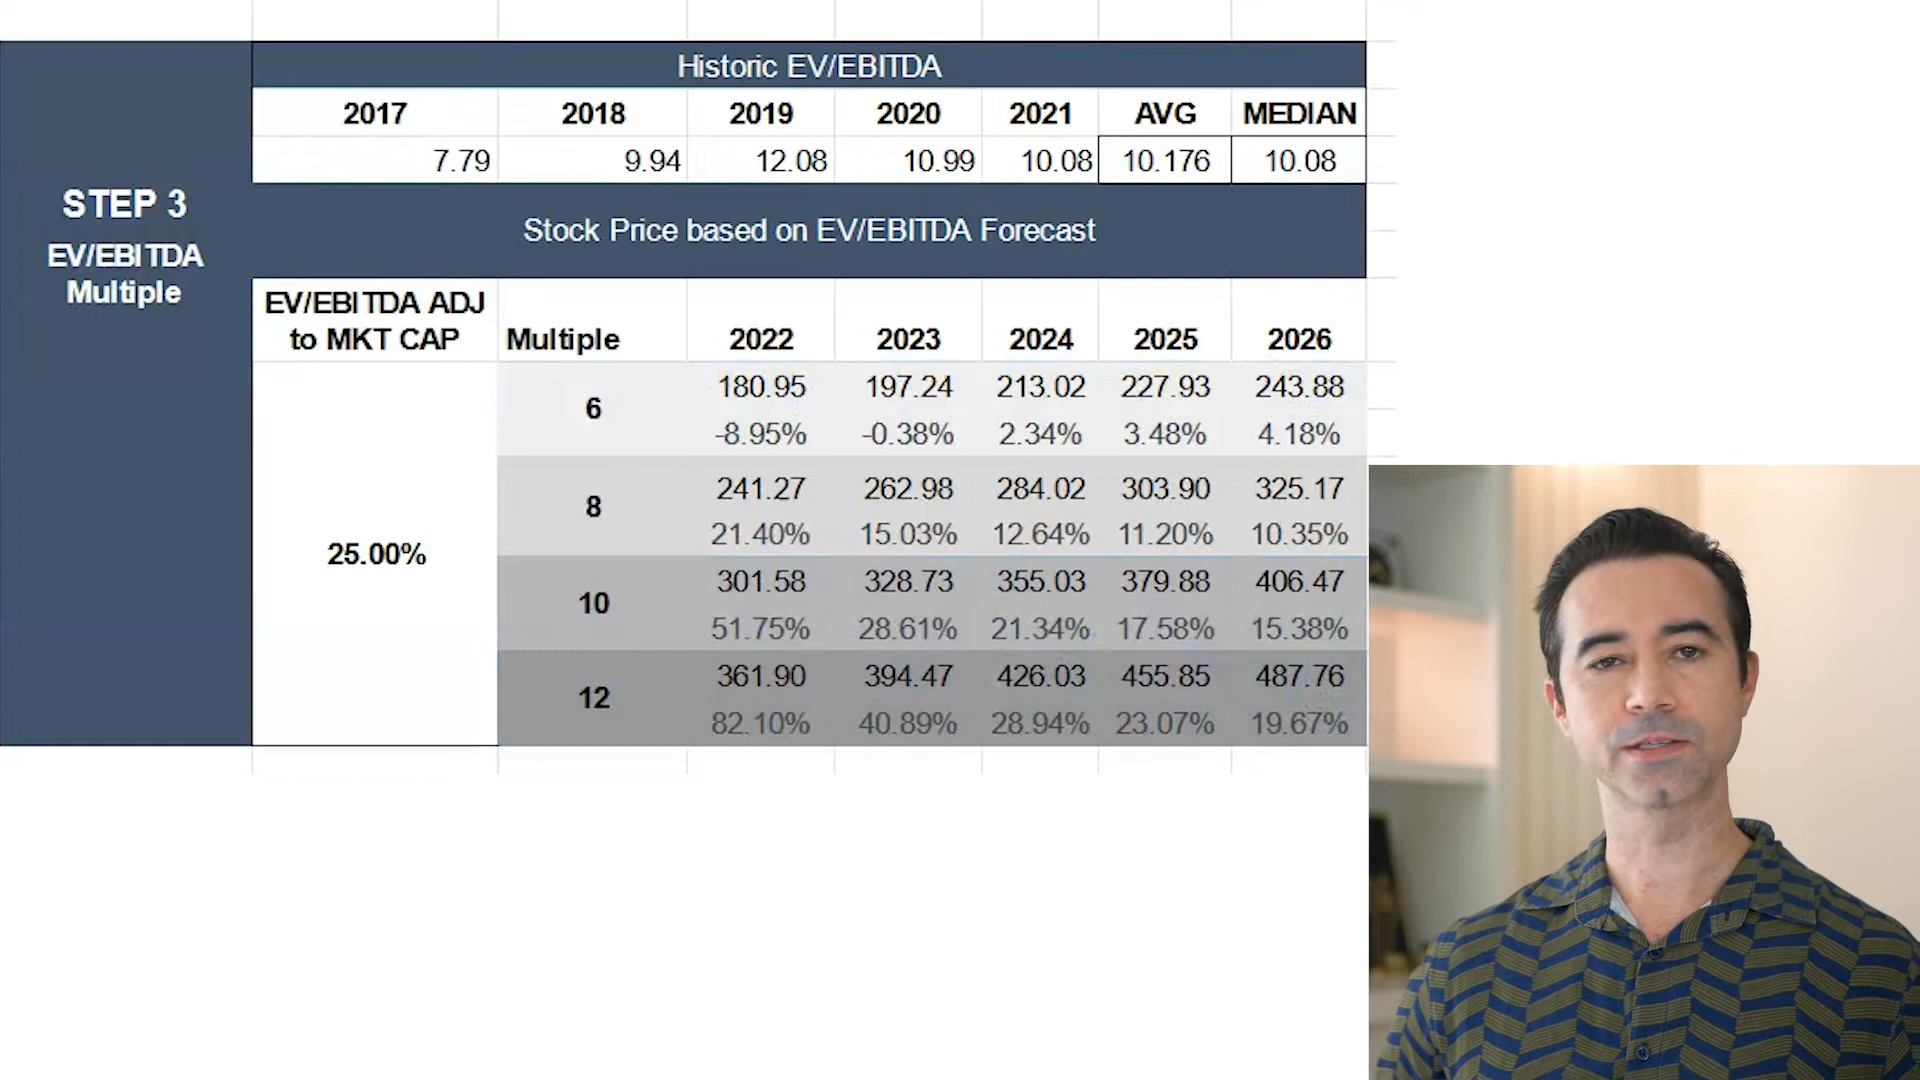 Historic EV/EBITDA
2017 2018 2019 2020 2021 AVG MEDIAN
7.79 9.94 12.08 10.99 10.08 10.176 10.08
STEP 3
EV/EBITDA
Multiple
Stock Price based on EV/EBITDA Forecast
EV/EBITDA ADJ
to MKT CAP Multiple 2022 2023 2024 2025 2026
25.00%
6
180.95 197.24 213.02 227.93 243.88
-8.95% -0.38% 2.34% 3.48% 4.18%
8
241.27 262.98 284.02 303.90 325.17
21.40% 15.03% 12.64% 11.20% 10.35%
10
301.58 328.73 355.03 379.88 406.47
51.75% 28.61% 21.34% 17.58% 15.38%
12
361.90 394.47 426.03 455.85 487.76
82.10% 40.89% 28.94% 23.07% 19.67%